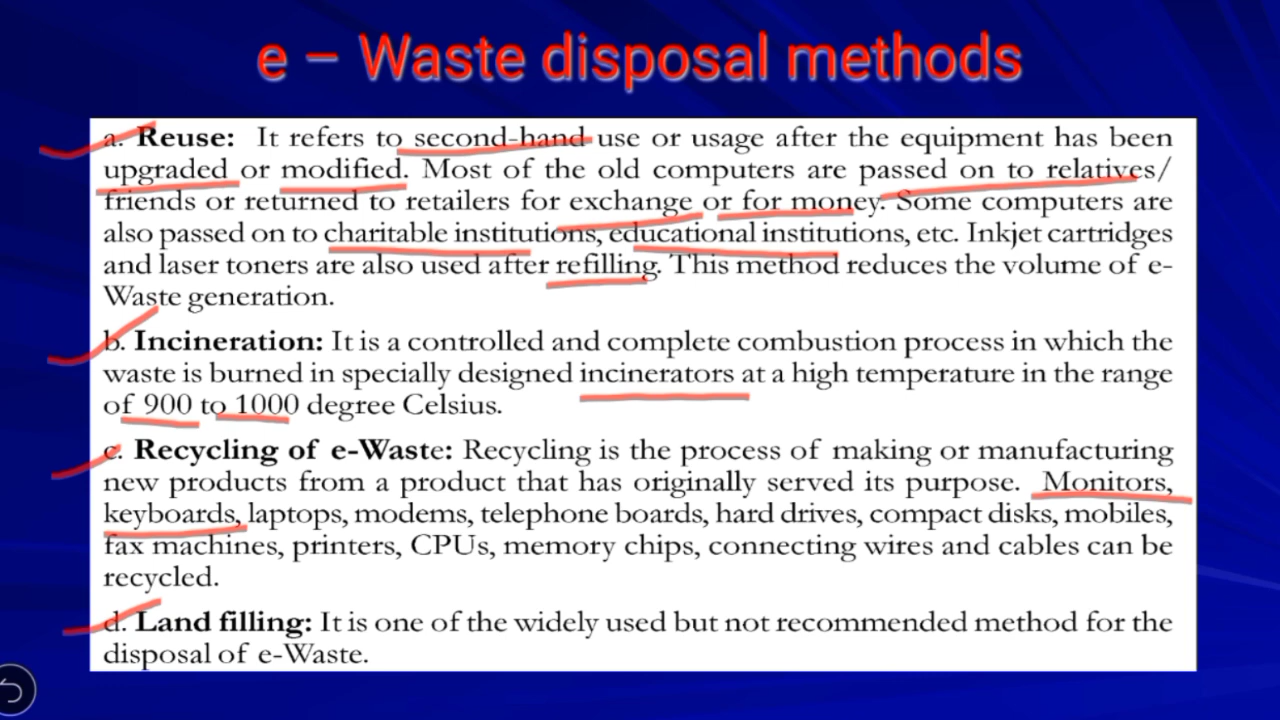 e – Waste disposal methods
a. Reuse: It refers to second-hand use or usage after the equipment has been
upgraded or modified. Most of the old computers are passed on to relatives/
friends or returned to retailers for exchange or for money. Some computers are
also passed on to charitable institutions, educational institutions, etc. Inkjet cartridges
and laser toners are also used after refilling. This method reduces the volume of e-
Waste generation.
b. Incineration: It is a controlled and complete combustion process in which the
waste is burned in specially designed incinerators at a high temperature in the range
of 900 to 1000 degree Celsius.
c. Recycling of e-Waste: Recycling is the process of making or manufacturing
new products from a product that has originally served its purpose. Monitors,
keyboards, laptops, modems, telephone boards, hard drives, compact disks, mobiles,
fax machines, printers, CPUs, memory chips, connecting wires and cables can be
recycled.
d. Land filling: It is one of the widely used but not recommended method for the
disposal of e-Waste.